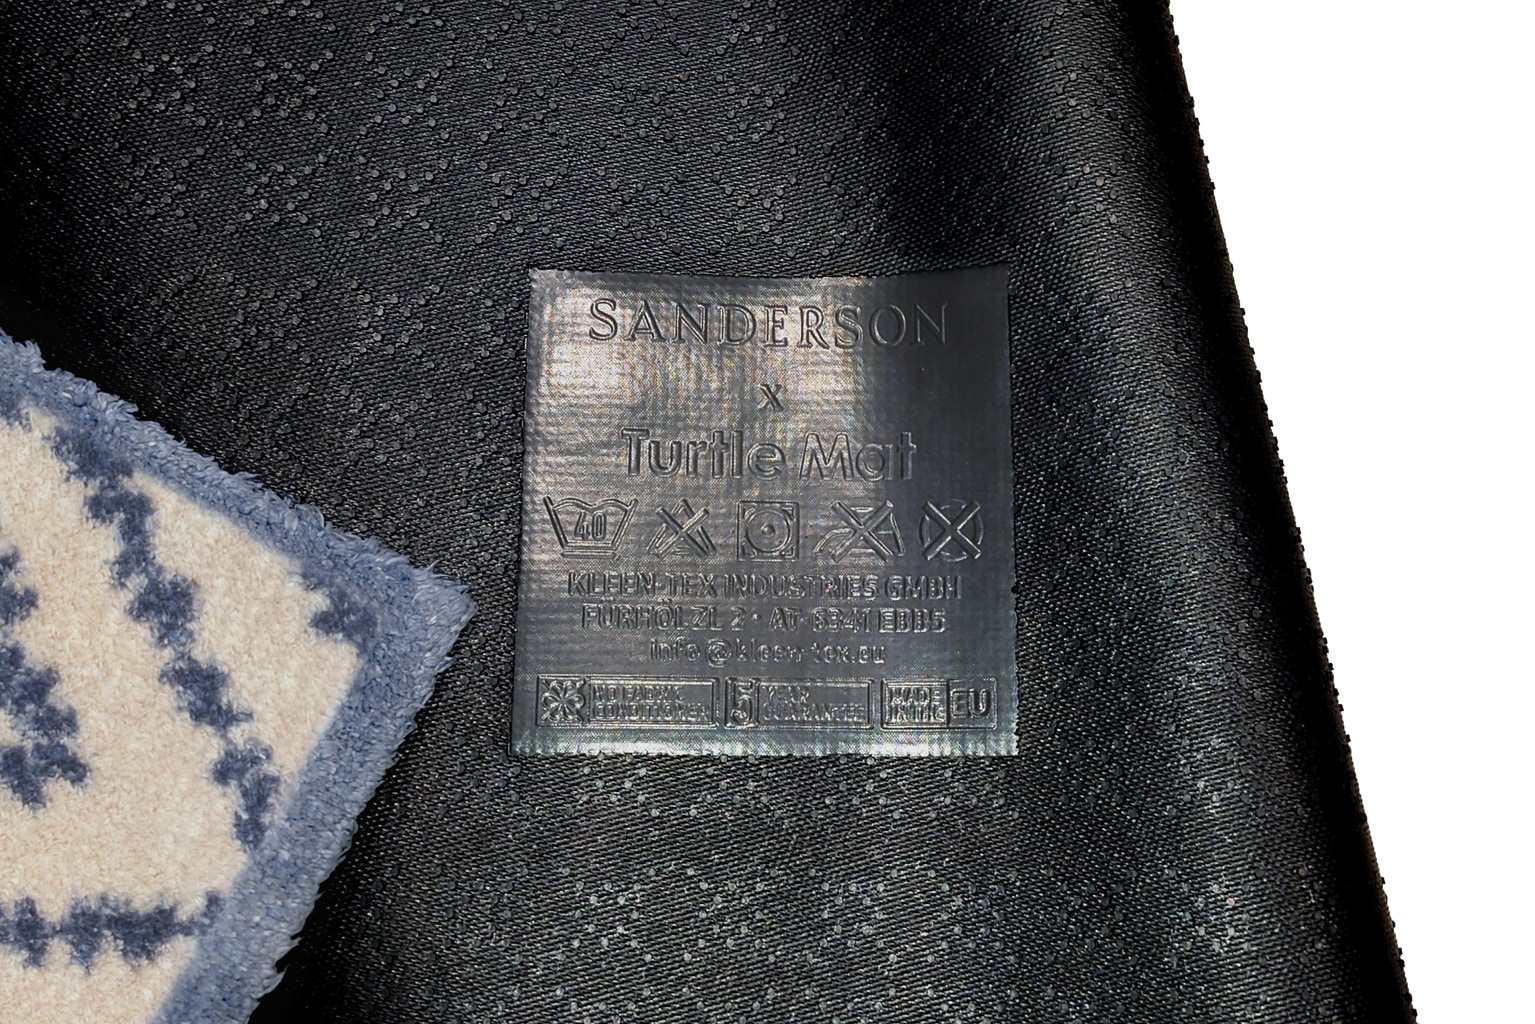 SANDERSON
x
Turtle Mat
40
KLEEN-TEX INDUSTRIES GMBH
FURHÖLZL 2 · AT-6341 EBBS
info@kleen-tex.eu
NO FABRIC CONDITIONER
5 YEAR GUARANTEE
MADE IN THE EU